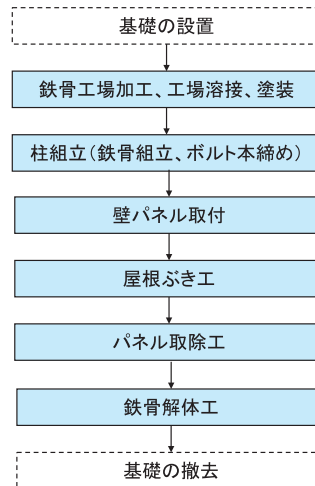 基礎の設置
鉄骨工場加工、工場溶接、塗装
柱組立(鉄骨組立、ボルト本締め)
壁パネル取付
屋根ぶき工
パネル取除工
鉄骨解体工
基礎の撤去